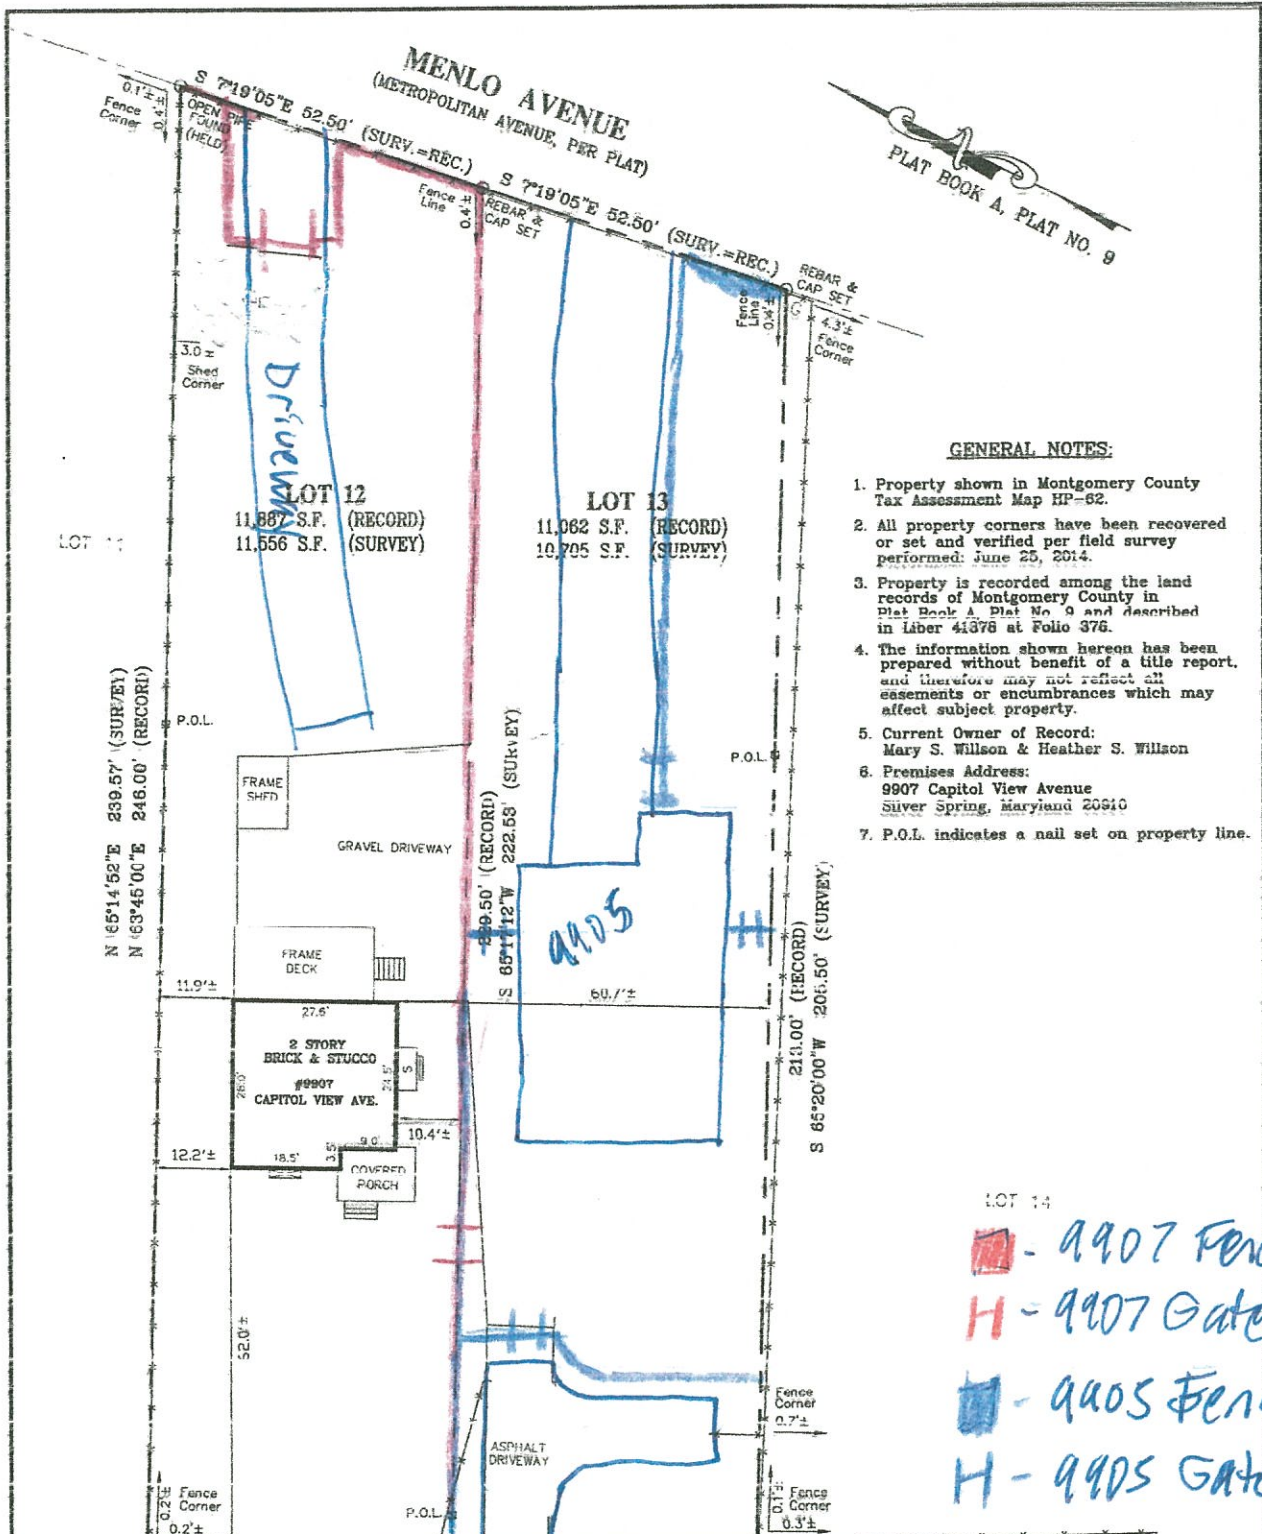 MENLO AVENUE
(METROPOLITAN AVENUE, PER PLAT)
S 7°19'05"E 52.50' (SURV.=REC.)
S 7°19'05"E 52.50' (SURV.=REC.)
0.1'±
Fence
Corner
0.4'±
OPEN PIPE
FOUND
(HELD)
Fence
Line
0.4'±
REBAR &
CAP SET
Fence
Line
0.4'±
REBAR &
CAP SET
4.3'±
Fence
Corner
PLAT BOOK A, PLAT NO. 9
3.0'±
Shed
Corner
Driveway
LOT 12
11,887 S.F. (RECORD)
11,556 S.F. (SURVEY)
LOT 13
11,062 S.F. (RECORD)
10,705 S.F. (SURVEY)
LOT 11
GENERAL NOTES:
1. Property shown in Montgomery County
Tax Assessment Map HP-62.
2. All property corners have been recovered
or set and verified per field survey
performed: June 25, 2014.
3. Property is recorded among the land
records of Montgomery County in
Plat Book A, Plat No. 9 and described
in Liber 41378 at Folio 376.
4. The information shown hereon has been
prepared without benefit of a title report,
and therefore may not reflect all
easements or encumbrances which may
affect subject property.
5. Current Owner of Record:
Mary S. Willson & Heather S. Willson
6. Premises Address:
9907 Capitol View Avenue
Silver Spring, Maryland 20910
7. P.O.L. indicates a nail set on property line.
P.O.L.
P.O.L.
N 65°14'52"E 239.57' (SURVEY)
N 63°45'00"E 246.00' (RECORD)
229.50' (RECORD)
S 65°17'12"W 222.53' (SURVEY)
213.00' (RECORD)
S 65°20'00"W 205.50' (SURVEY)
FRAME
SHED
GRAVEL DRIVEWAY
FRAME
DECK
9905
11.9'±
27.5'
60.7'±
2 STORY
BRICK & STUCCO
#9907
CAPITOL VIEW AVE.
28.0'
24.5'
S
10.4'±
9.0'
3.5'
18.5'
12.2'±
COVERED
PORCH
52.0'±
LOT 14
- 9907 Fen
H - 9907 Gate
- 9905 Fen
H - 9905 Gate
ASPHALT
DRIVEWAY
P.O.L.
Fence
Corner
0.7'±
0.2'±
Fence
Corner
0.2'±
0.1'±
Fence
Corner
0.3'±